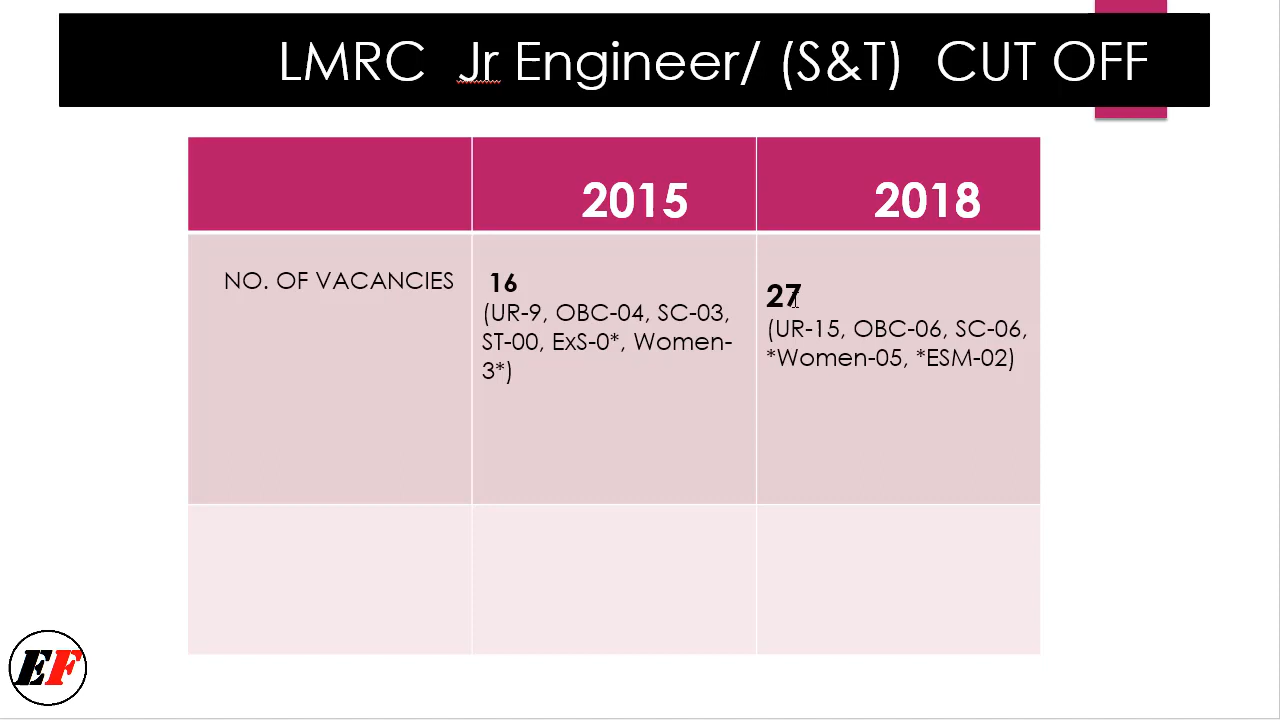 LMRC Jr Engineer/ (S&T) CUT OFF
2015
2018
NO. OF VACANCIES
16
(UR-9, OBC-04, SC-03,
ST-00, ExS-0*, Women-
3*)
27
(UR-15, OBC-06, SC-06,
*Women-05, *ESM-02)
EF